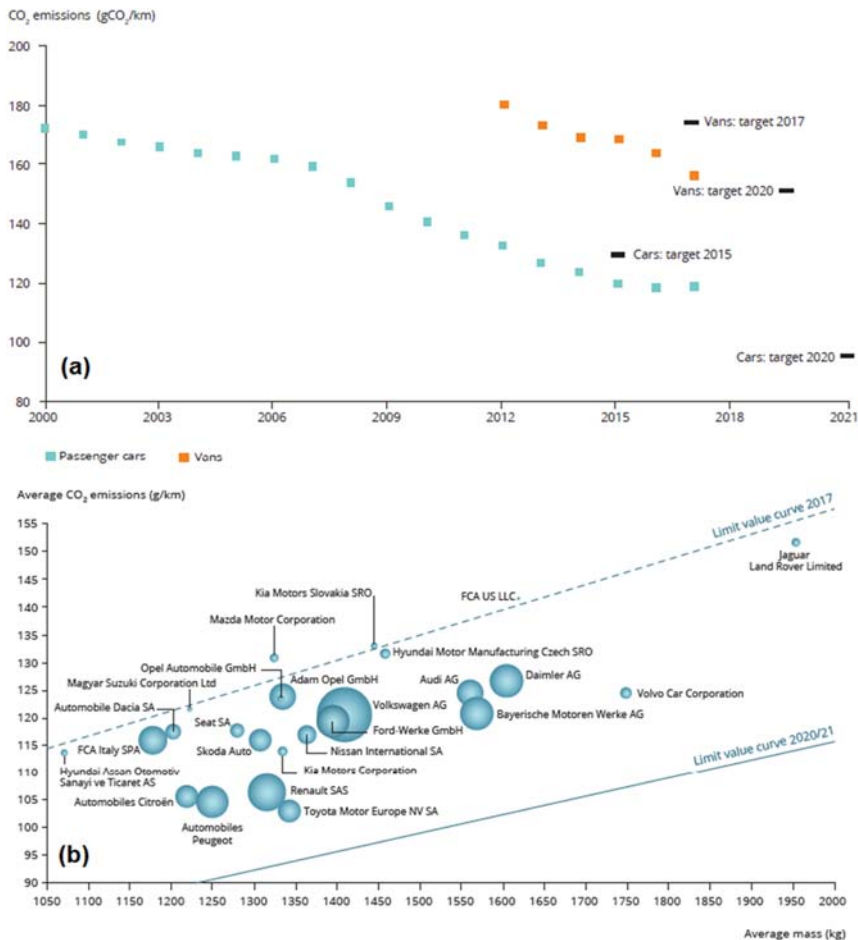 CO₂ emissions (gCO₂/km)
200
180
160
140
120
100
80
Vans: target 2017
Vans: target 2020
Cars: target 2015
Cars: target 2020
(a)
2000 2003 2006 2009 2012 2015 2018 2021
Passenger cars Vans
Average CO₂ emissions (g/km)
155
150
145
140
135
130
125
120
115
110
105
100
95
90
Limit value curve 2017
Jaguar
Land Rover Limited
Kia Motors Slovakia SRO
FCA US LLC
Mazda Motor Corporation
Hyundai Motor Manufacturing Czech SRO
Opel Automobile GmbH
Adam Opel GmbH
Audi AG
Daimler AG
Magyar Suzuki Corporation Ltd
Volvo Car Corporation
Automobile Dacia SA
Seat SA
Volkswagen AG
Bayerische Motoren Werke AG
Ford-Werke GmbH
FCA Italy SPA
Skoda Auto
Nissan International SA
Limit value curve 2020/21
Hyundai Assan Otomotiv
Sanayi ve Ticaret AS
Kia Motors Corporation
Renault SAS
Automobiles Citroën
Toyota Motor Europe NV SA
Automobiles
Peugeot
(b)
1050 1100 1150 1200 1250 1300 1350 1400 1450 1500 1550 1600 1650 1700 1750 1800 1850 1900 1950 2000
Average mass (kg)